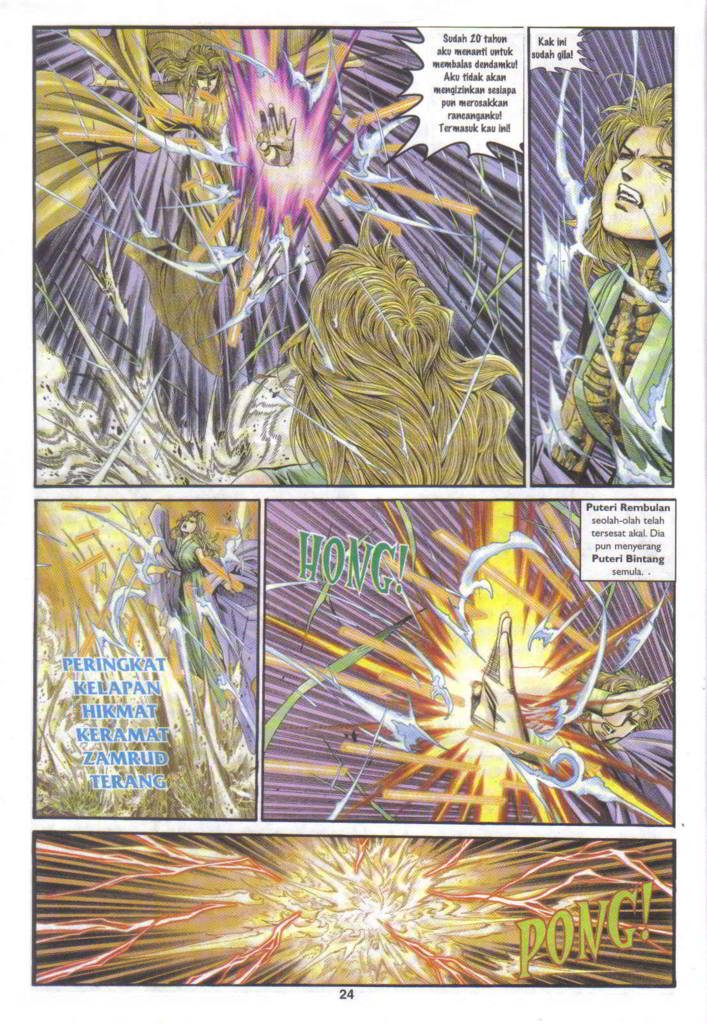 Sudah 20 tahun
aku menanti untuk
membalas dendamku!
Aku tidak akan
mengizinkan sesiapa
pun merosakkan
rancanganku!
Termasuk kau ini!
Kak ini
sudah gila!
PERINGKAT
KELAPAN
HIKMAT
KERAMAT
ZAMRUD
TERANG
HONG!
Puteri Rembulan
seolah-olah telah
tersesat akal. Dia
pun menyerang
Puteri Bintang
semula. .
PONG!
24